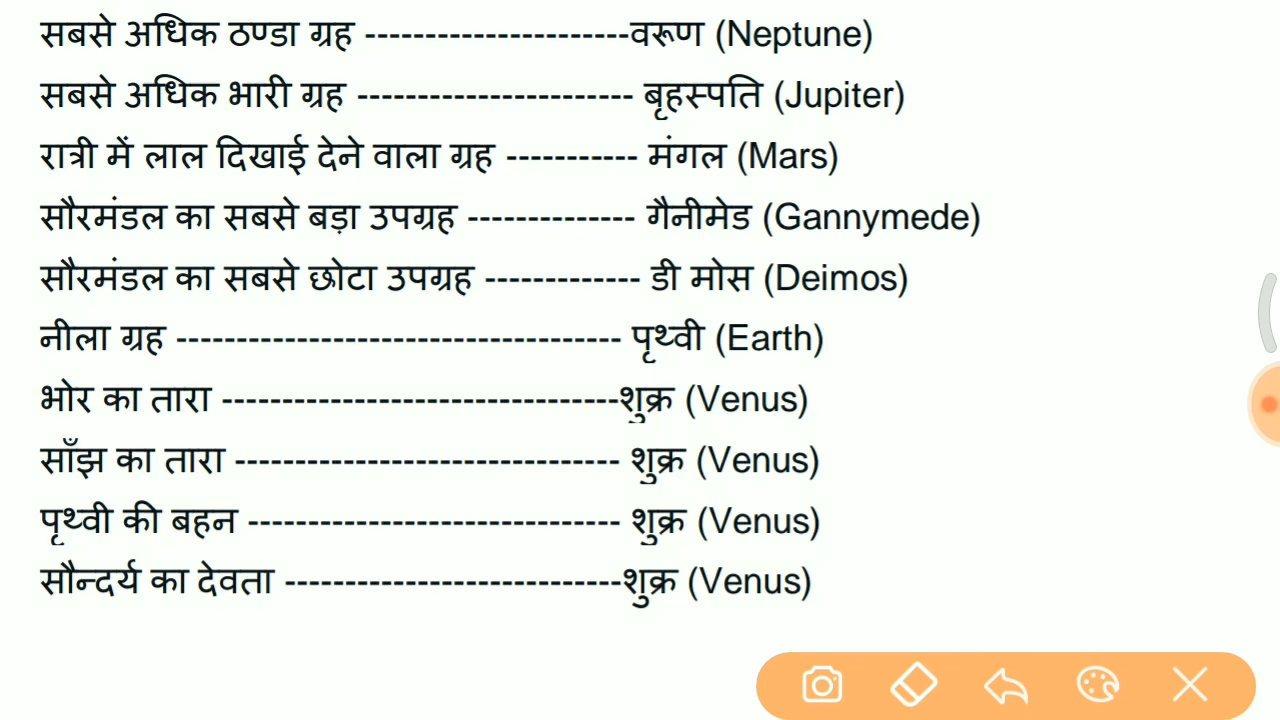 सबसे अधिक ठण्डा ग्रह ----------------------वरूण (Neptune)
सबसे अधिक भारी ग्रह ----------------------- बृहस्पति (Jupiter)
रात्री में लाल दिखाई देने वाला ग्रह ----------- मंगल (Mars)
सौरमंडल का सबसे बड़ा उपग्रह -------------- गैनीमेड (Gannymede)
सौरमंडल का सबसे छोटा उपग्रह ------------- डी मोस (Deimos)
नीला ग्रह ------------------------------------- पृथ्वी (Earth)
भोर का तारा ---------------------------------शुक्र (Venus)
साँझ का तारा -------------------------------- शुक्र (Venus)
पृथ्वी की बहन ------------------------------- शुक्र (Venus)
सौन्दर्य का देवता ----------------------------शुक्र (Venus)